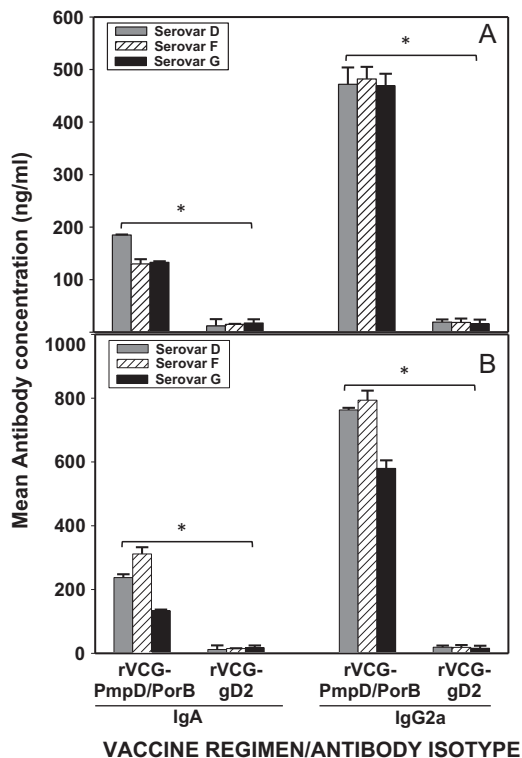 Mean Antibody concentration (ng/ml)
A
Serovar D
Serovar F
Serovar G
600
500
400
300
200
100
*
*
B
Serovar D
Serovar F
Serovar G
1000
800
600
400
200
0
*
*
rVCG-
PmpD/PorB
rVCG-
gD2
rVCG-
PmpD/PorB
rVCG-
gD2
IgA
IgG2a
VACCINE REGIMEN/ANTIBODY ISOTYPE